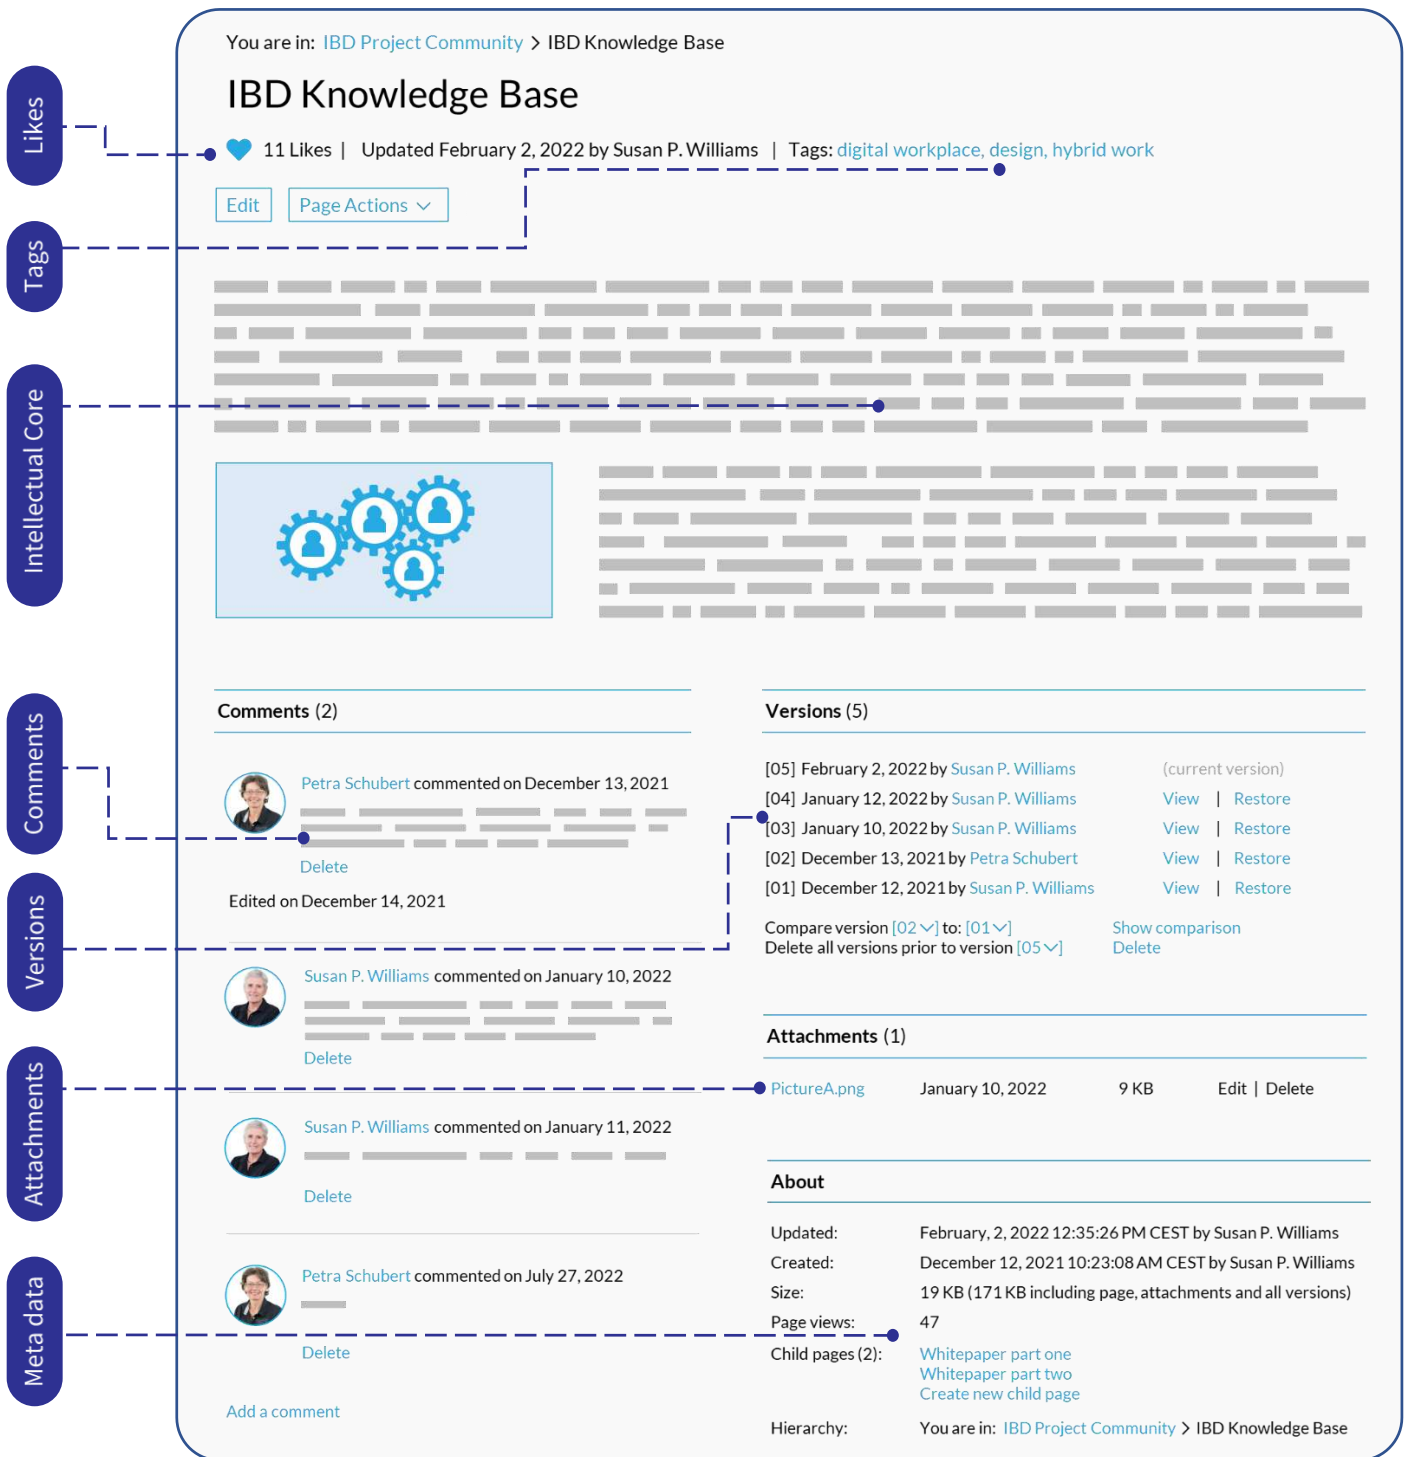 You are in: IBD Project Community > IBD Knowledge Base
IBD Knowledge Base
11 Likes | Updated February 2, 2022 by Susan P. Williams | Tags: digital workplace, design, hybrid work
Edit
Page Actions
Likes
Tags
Intellectual Core
Comments
Versions
Attachments
Meta data
Comments (2)
Petra Schubert commented on December 13, 2021
Delete
Edited on December 14, 2021
Susan P. Williams commented on January 10, 2022
Delete
Susan P. Williams commented on January 11, 2022
Delete
Petra Schubert commented on July 27, 2022
Delete
Add a comment
Versions (5)
[05] February 2, 2022 by Susan P. Williams (current version)
[04] January 12, 2022 by Susan P. Williams View | Restore
[03] January 10, 2022 by Susan P. Williams View | Restore
[02] December 13, 2021 by Petra Schubert View | Restore
[01] December 12, 2021 by Susan P. Williams View | Restore
Compare version [02] to: [01] Show comparison
Delete all versions prior to version [05] Delete
Attachments (1)
PictureA.png January 10, 2022 9 KB Edit | Delete
About
Updated: February, 2, 2022 12:35:26 PM CEST by Susan P. Williams
Created: December 12, 2021 10:23:08 AM CEST by Susan P. Williams
Size: 19 KB (171 KB including page, attachments and all versions)
Page views: 47
Child pages (2): Whitepaper part one
Whitepaper part two
Create new child page
Hierarchy: You are in: IBD Project Community > IBD Knowledge Base